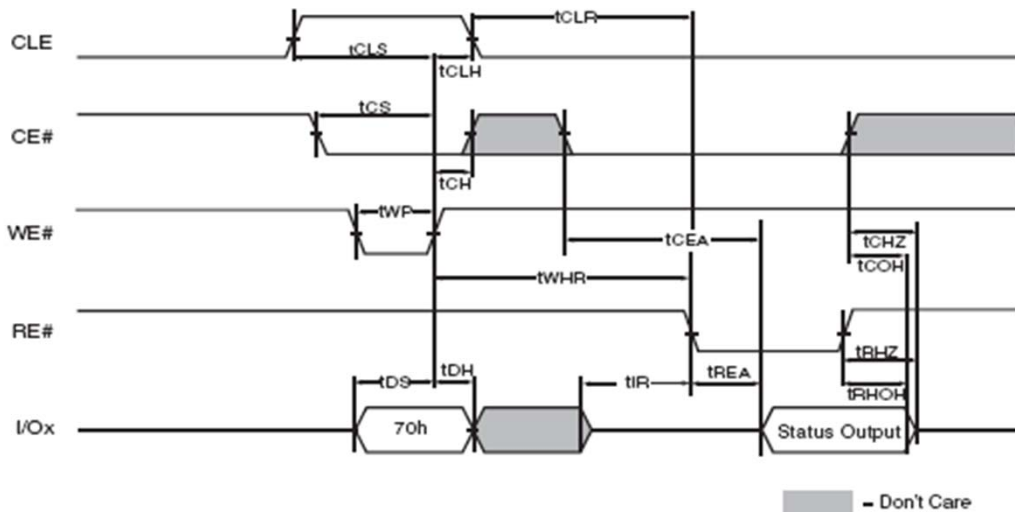 tCLR
CLE
tCLS
tCLH
tCS
CE#
tCH
tWP
WE#
tCEA
tCHZ
tCOH
tWHR
RE#
tRHZ
tDH
tREA
tDS
tIR
tRHOH
I/Ox
70h
Status Output
- Don't Care